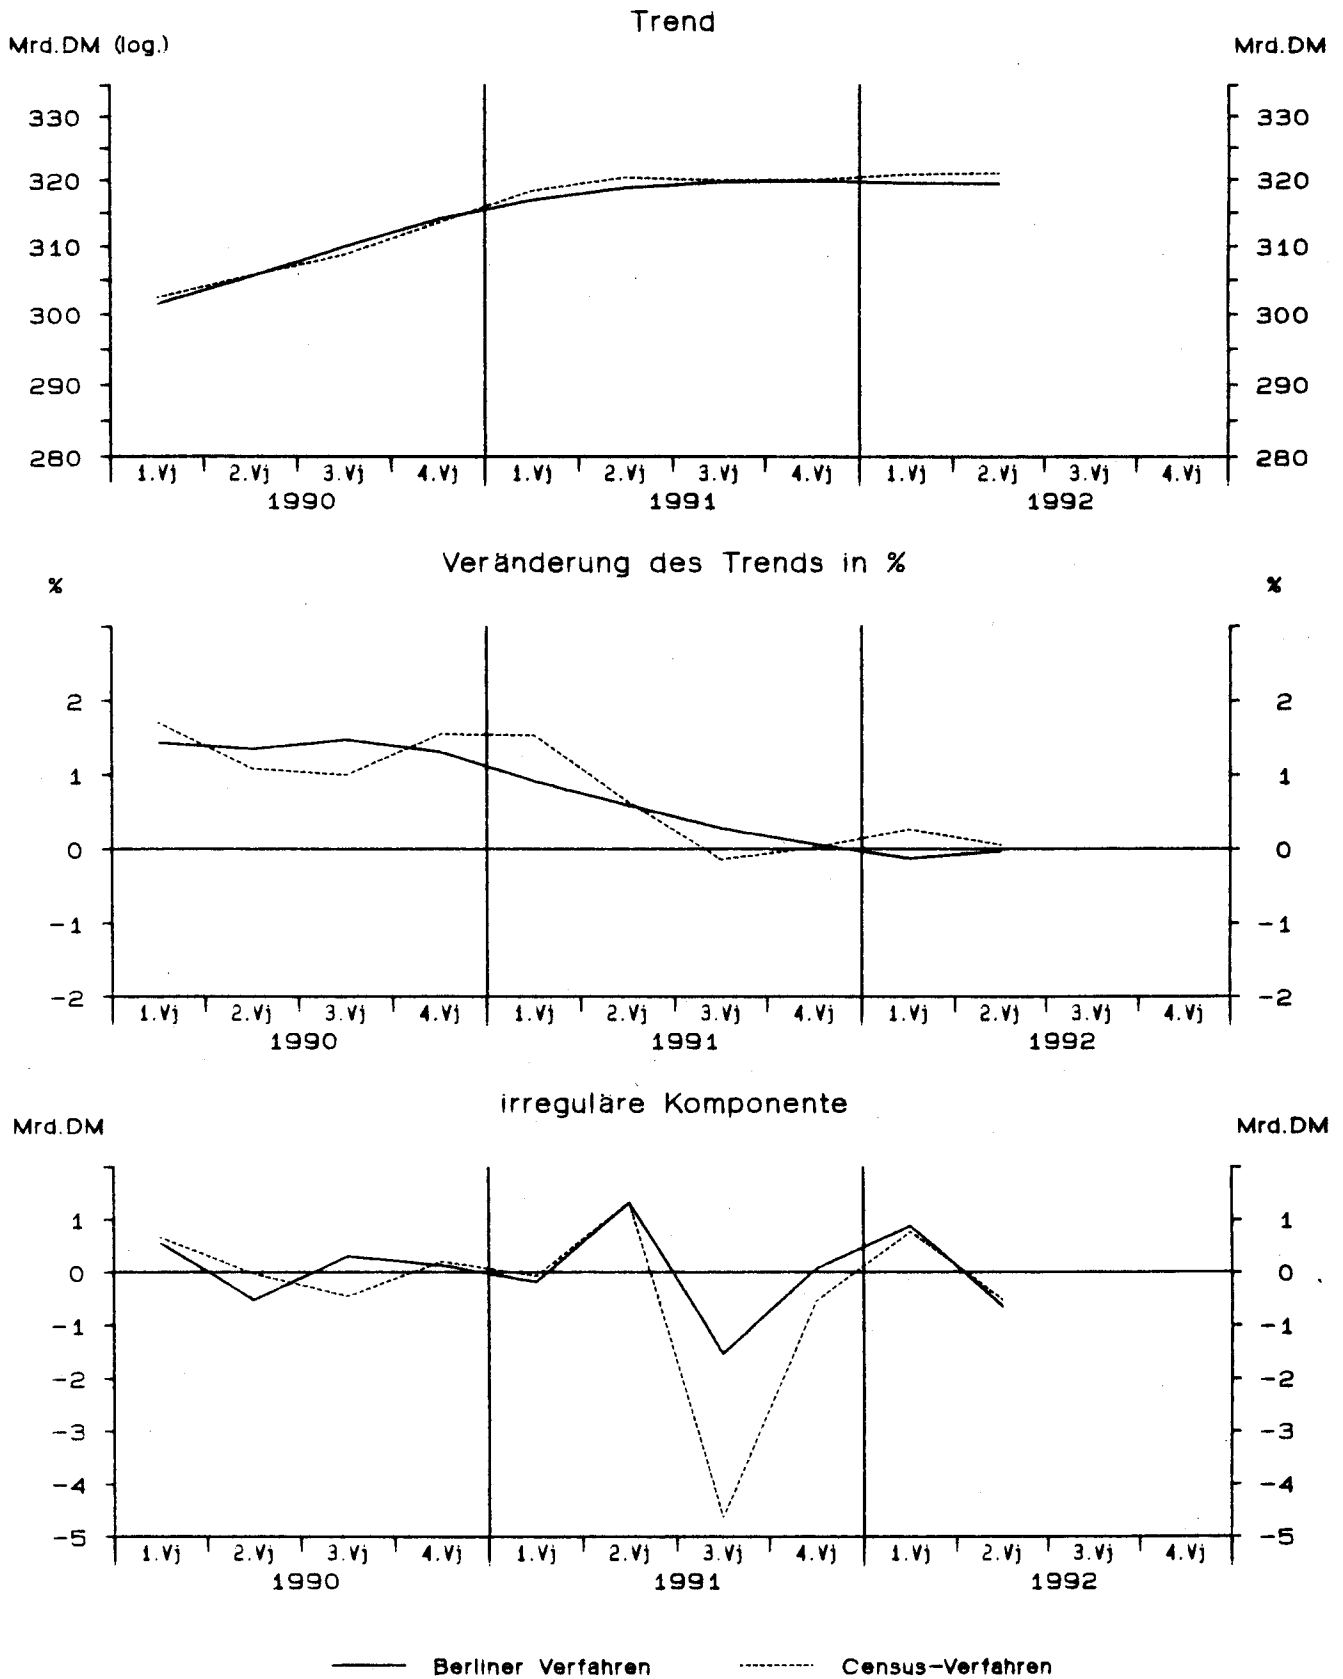 Trend
Mrd.DM (log.) Mrd.DM
330 330
320 320
310 310
300 300
290 290
280 280
1.Vj 2.Vj 3.Vj 4.Vj 1.Vj 2.Vj 3.Vj 4.Vj 1.Vj 2.Vj 3.Vj 4.Vj
1990 1991 1992
Veränderung des Trends in %
% %
2 2
1 1
0 0
-1 -1
-2 -2
1.Vj 2.Vj 3.Vj 4.Vj 1.Vj 2.Vj 3.Vj 4.Vj 1.Vj 2.Vj 3.Vj 4.Vj
1990 1991 1992
irreguläre Komponente
Mrd.DM Mrd.DM
1 1
0 0
-1 -1
-2 -2
-3 -3
-4 -4
-5 -5
1.Vj 2.Vj 3.Vj 4.Vj 1.Vj 2.Vj 3.Vj 4.Vj 1.Vj 2.Vj 3.Vj 4.Vj
1990 1991 1992
Berliner Verfahren Census-Verfahren